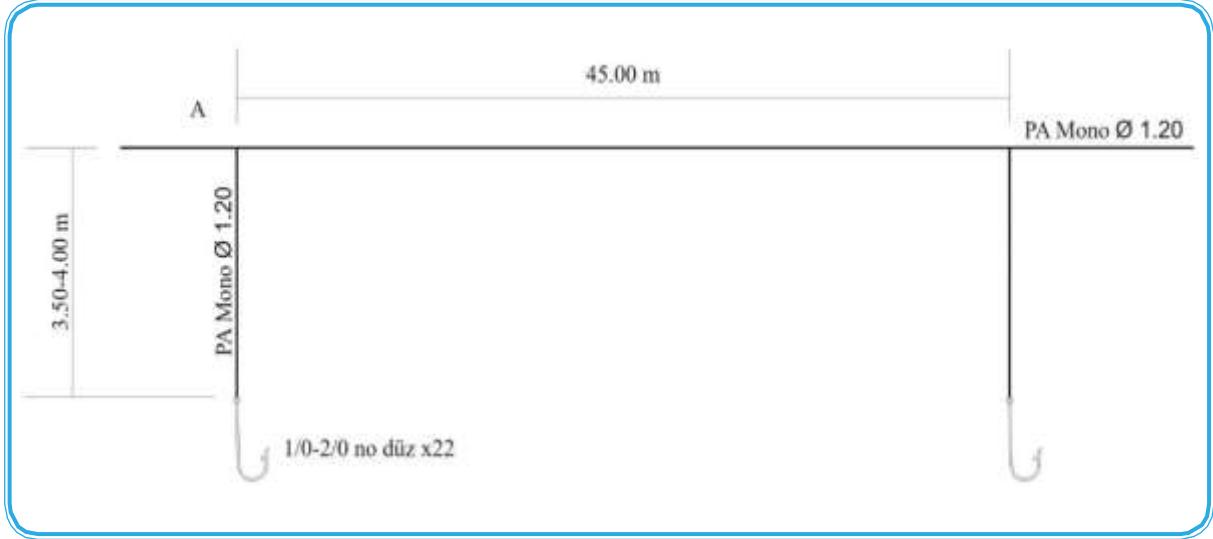 45.00 m
A
PA Mono Ø 1.20
PA Mono Ø 1.20
3.50-4.00 m
1/0-2/0 no düz x22